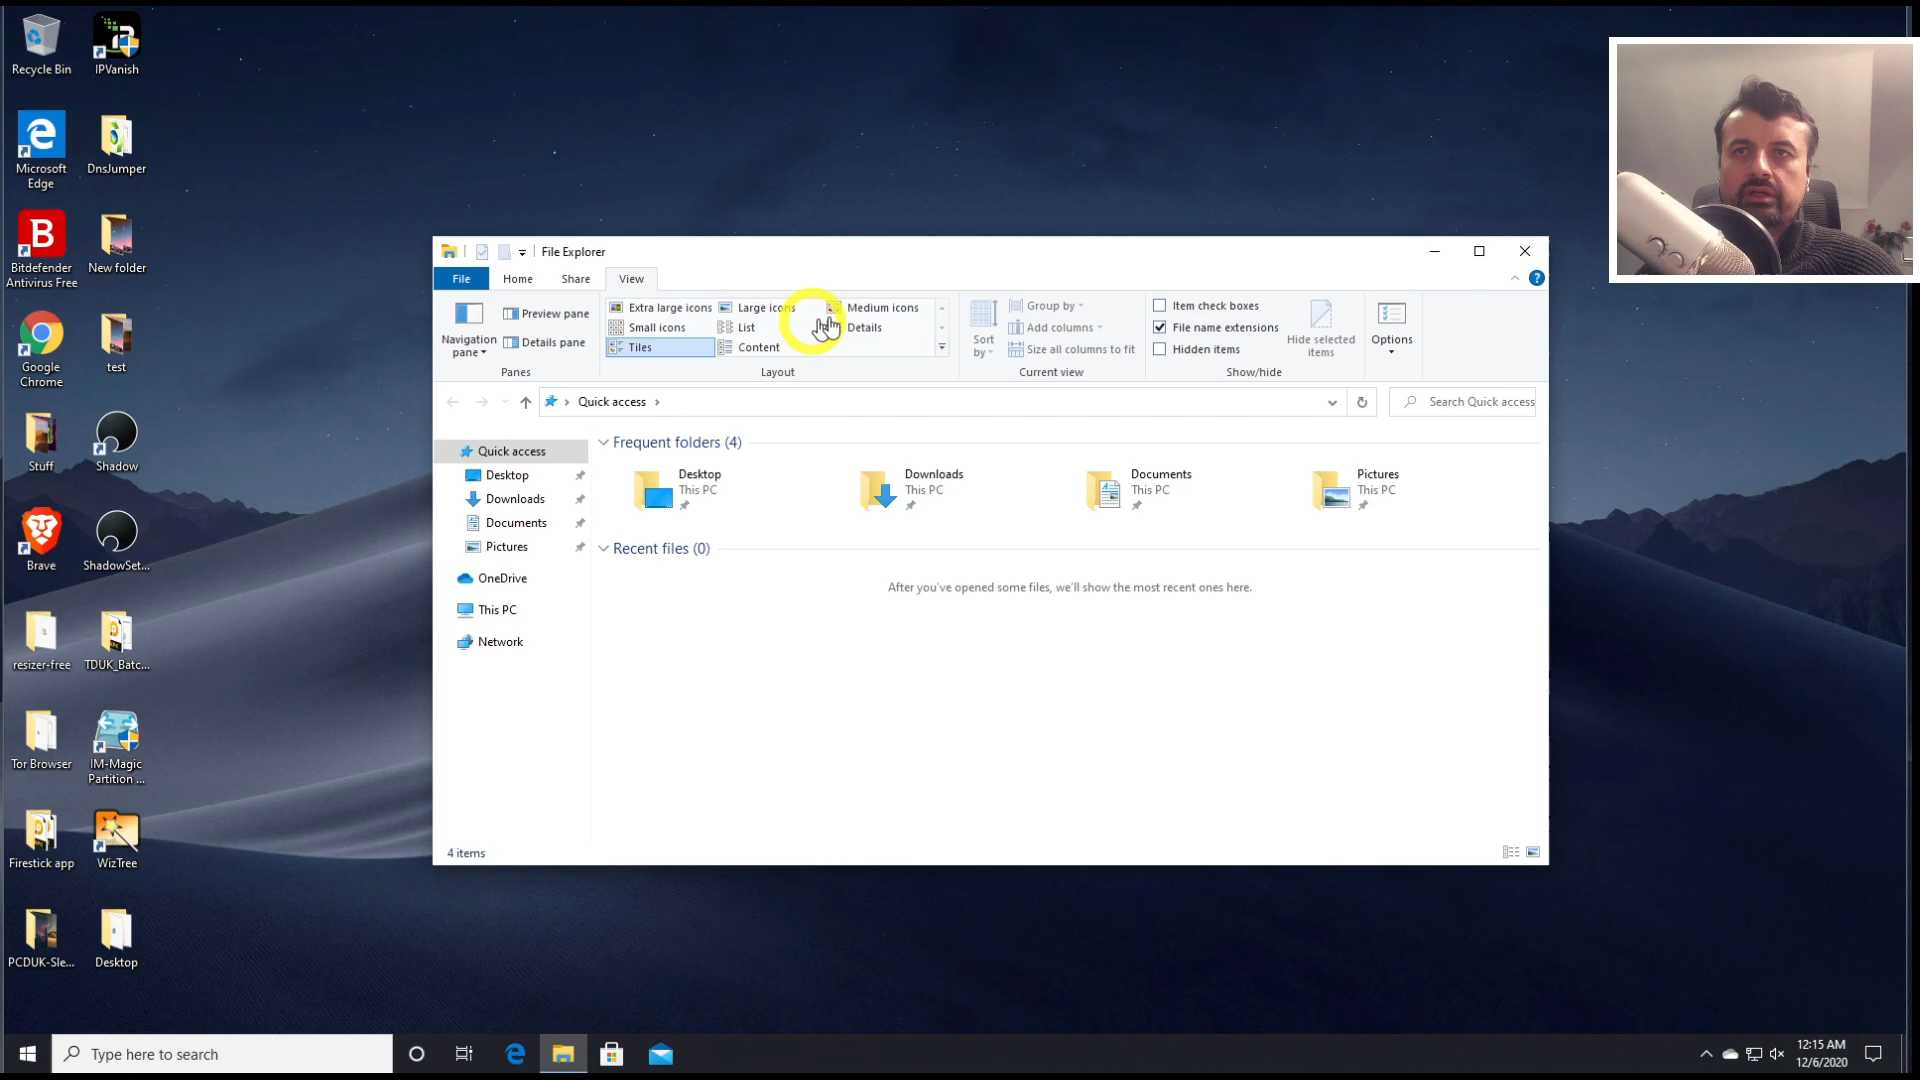 Recycle Bin
IPVanish
Microsoft
Edge
DnsJumper
Bitdefender
Antivirus Free
New folder
Google
Chrome
test
Stuff
Shadow
Brave
ShadowSet...
resizer-free
TDUK_Batc...
Tor Browser
IM-Magic
Partition ...
Firestick app
WizTree
PCDUK-Sle...
Desktop
File Explorer
File
Home
Share
View
Navigation
pane
Preview pane
Details pane
Panes
Extra large icons
Large icons
Medium icons
Small icons
List
Details
Tiles
Content
Layout
Sort
by
Group by
Add columns
Size all columns to fit
Current view
Item check boxes
File name extensions
Hidden items
Hide selected
items
Show/hide
Options
Quick access
Search Quick access
Quick access
Desktop
Downloads
Documents
Pictures
OneDrive
This PC
Network
Frequent folders (4)
Desktop
This PC
Downloads
This PC
Documents
This PC
Pictures
This PC
Recent files (0)
After you've opened some files, we'll show the most recent ones here.
4 items
Type here to search
12:15 AM
12/6/2020